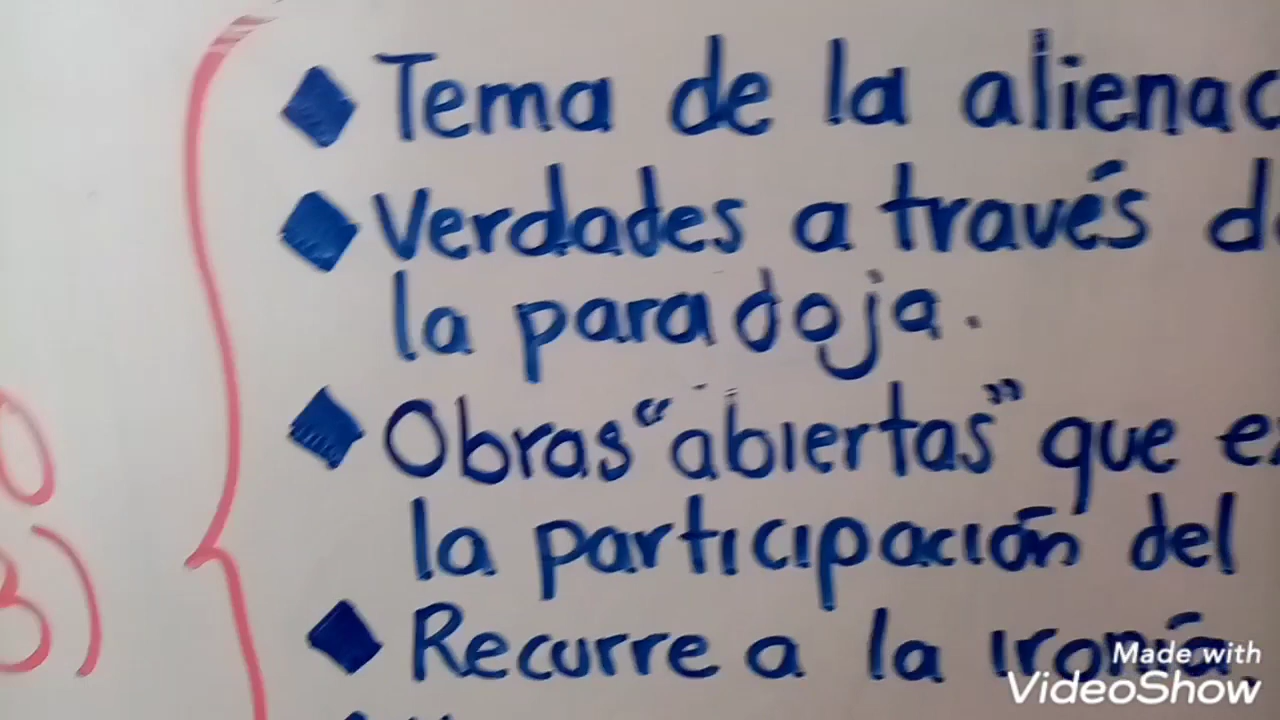 Tema de la alienac
Verdades a través d
la paradoja.
Obras "abiertas" que
la participación del
Recurre a la ironía.
Made with
VideoShow